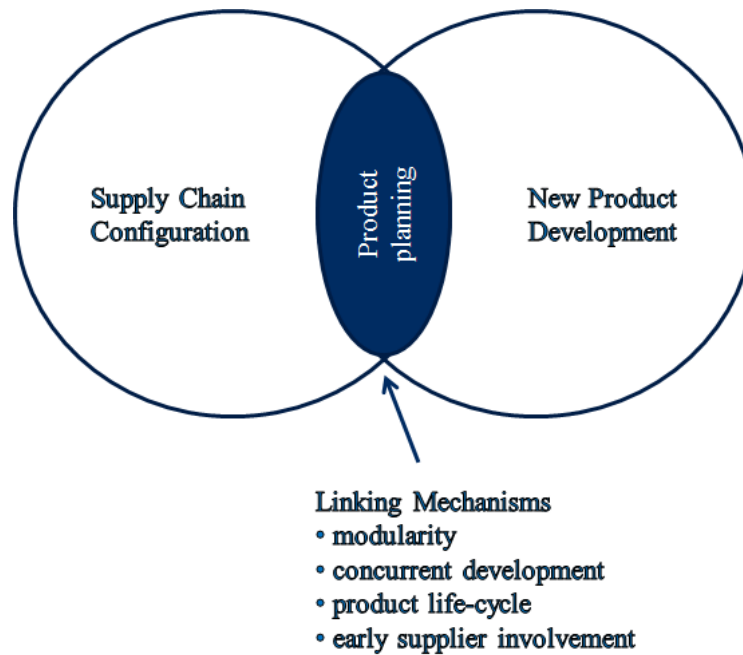 Supply Chain
Configuration
Product
planning
New Product
Development
Linking Mechanisms
• modularity
• concurrent development
• product life-cycle
• early supplier involvement